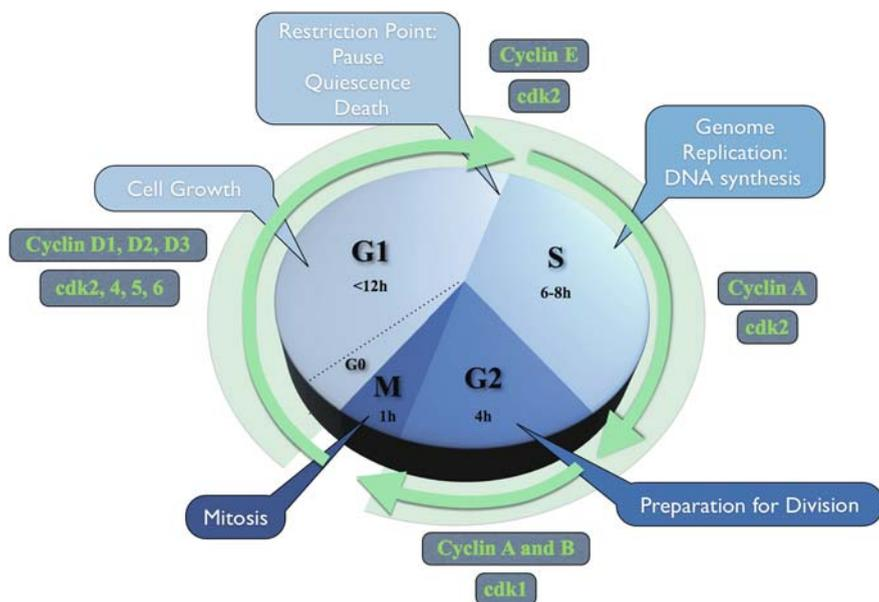 Restriction Point:
Pause
Quiescence
Death
Cyclin E
cdk2
Genome
Replication:
DNA synthesis
Cell Growth
Cyclin D1, D2, D3
cdk2, 4, 5, 6
G1
<12h
S
6-8h
Cyclin A
cdk2
G0
M
1h
G2
4h
Mitosis
Preparation for Division
Cyclin A and B
cdk1